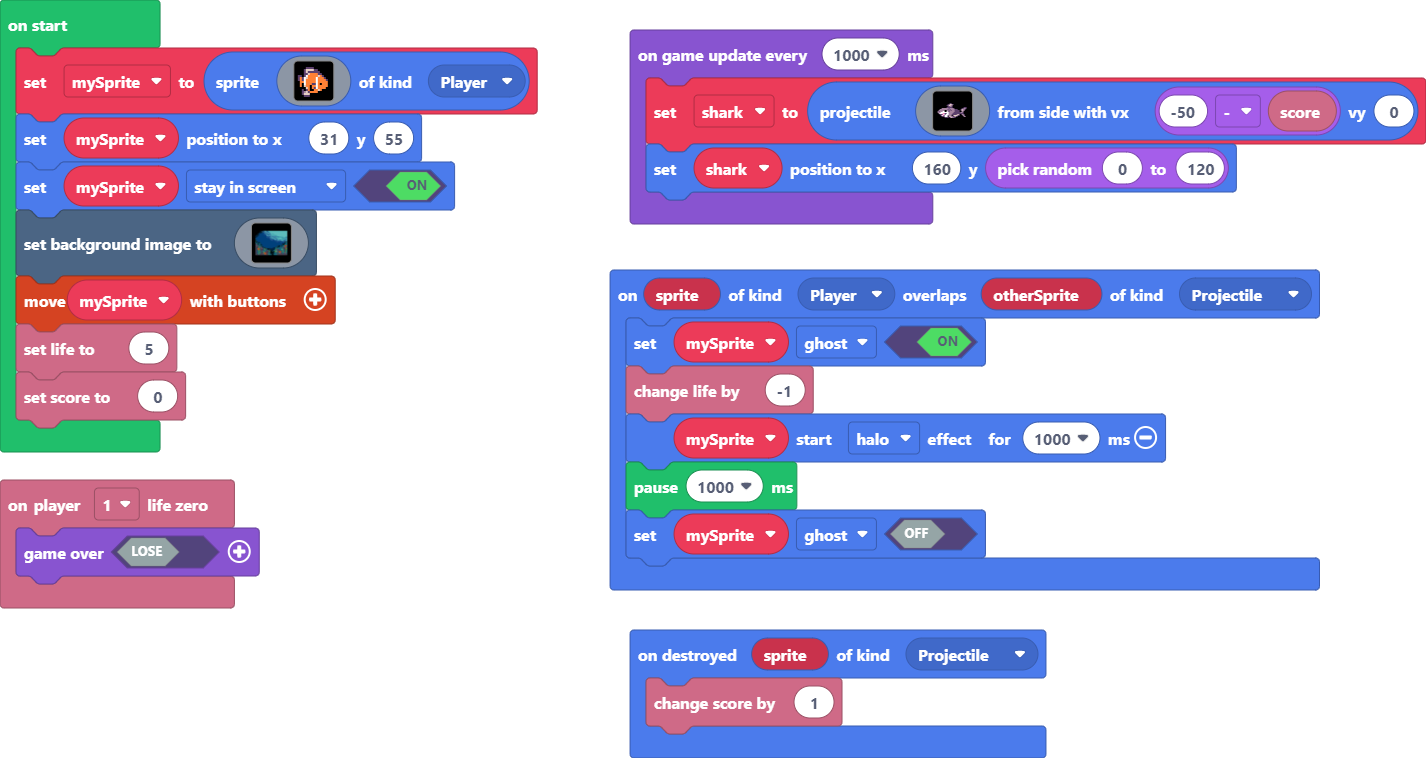 on start
set mySprite to sprite of kind Player
set mySprite position to x 31 y 55
set mySprite stay in screen ON
set background image to
move mySprite with buttons
set life to 5
set score to 0
on player 1 life zero
game over LOSE
on game update every 1000 ms
set shark to projectile from side with vx -50 - score vy 0
set shark position to x 160 y pick random 0 to 120
on sprite of kind Player overlaps otherSprite of kind Projectile
set mySprite ghost ON
change life by -1
mySprite start halo effect for 1000 ms
pause 1000 ms
set mySprite ghost OFF
on destroyed sprite of kind Projectile
change score by 1